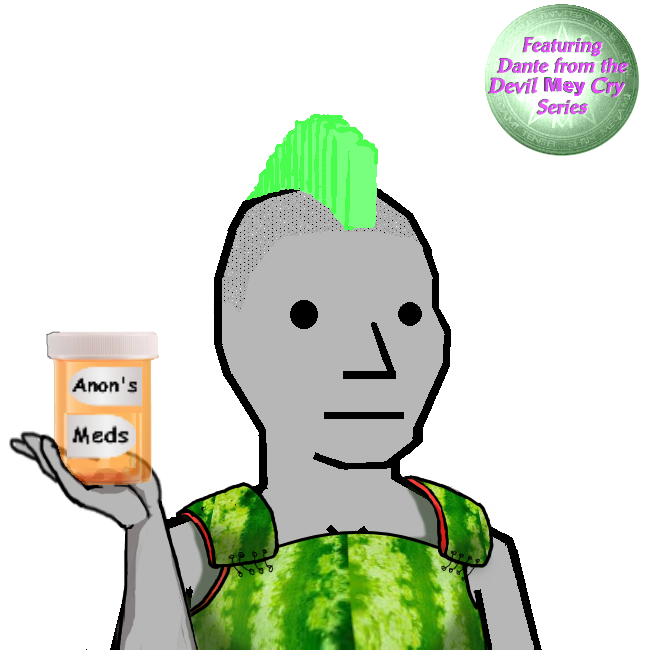 Featuring
Dante from the
Devil Mey Cry
Series
Anon's
Meds